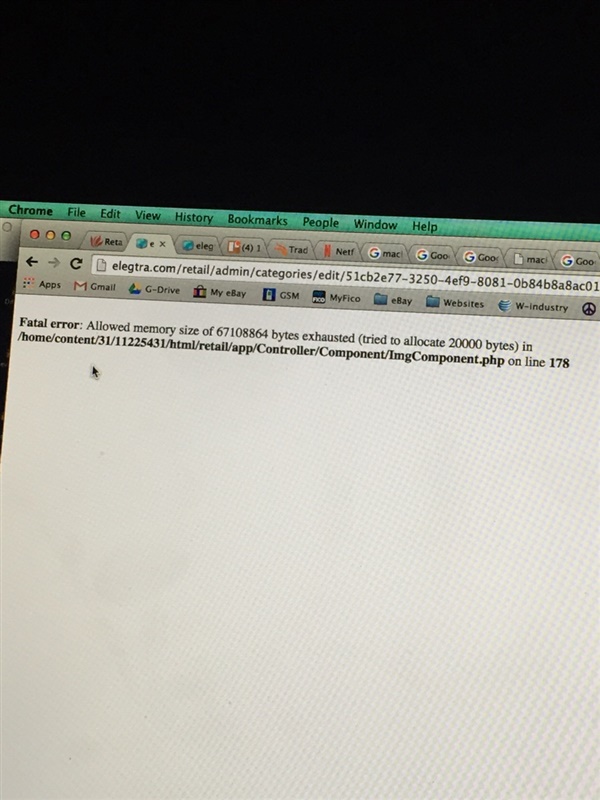 Chrome File Edit View History Bookmarks People Window Help
Reta e × eleg (4) 1 Trad Netf mac Goo Goo mac Goo
elegtra.com/retail/admin/categories/edit/51cb2e77-3250-4ef9-8081-0b84b8a8ac01
Apps Gmail G-Drive My eBay GSM FICO MyFico eBay Websites W-industry
Fatal error: Allowed memory size of 67108864 bytes exhausted (tried to allocate 20000 bytes) in
/home/content/31/11225431/html/retail/app/Controller/Component/ImgComponent.php on line 178